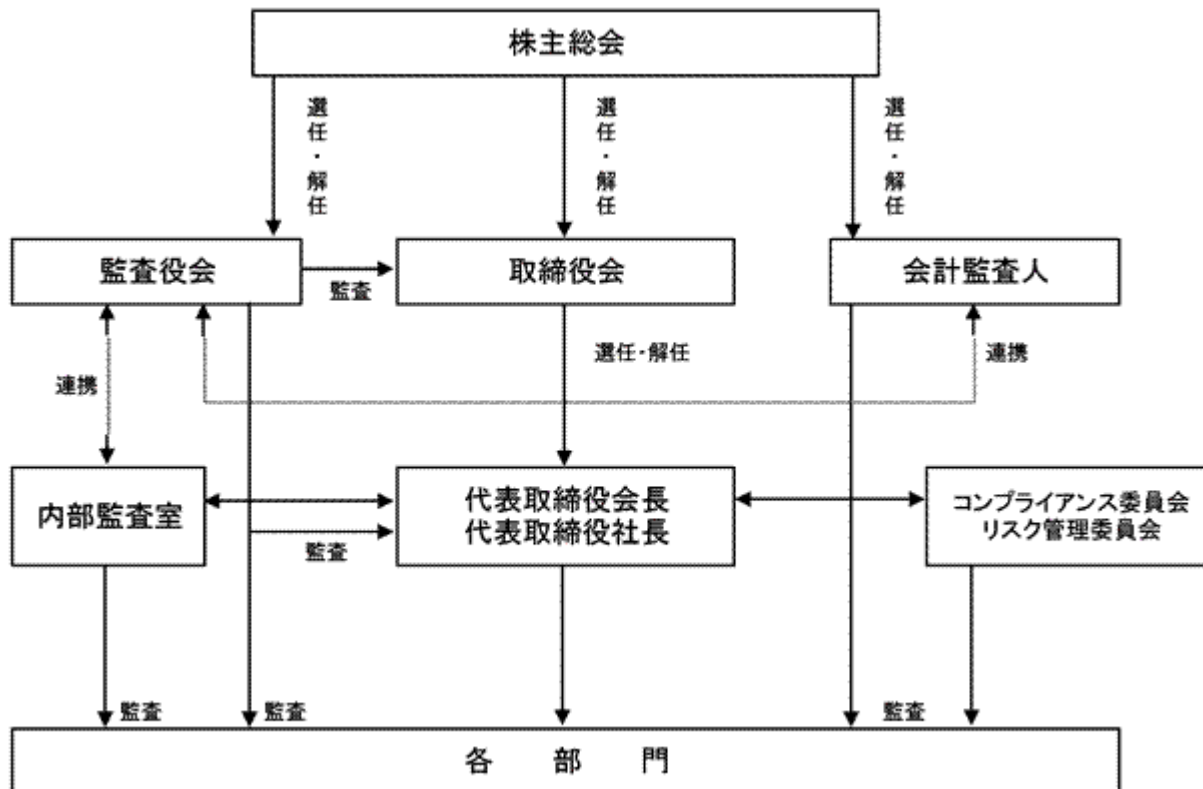 株主総会
選任・解任
選任・解任
選任・解任
監査役会
監査
取締役会
会計監査人
連携
選任・解任
連携
内部監査室
監査
代表取締役会長
代表取締役社長
コンプライアンス委員会
リスク管理委員会
監査
監査
監査
各部門